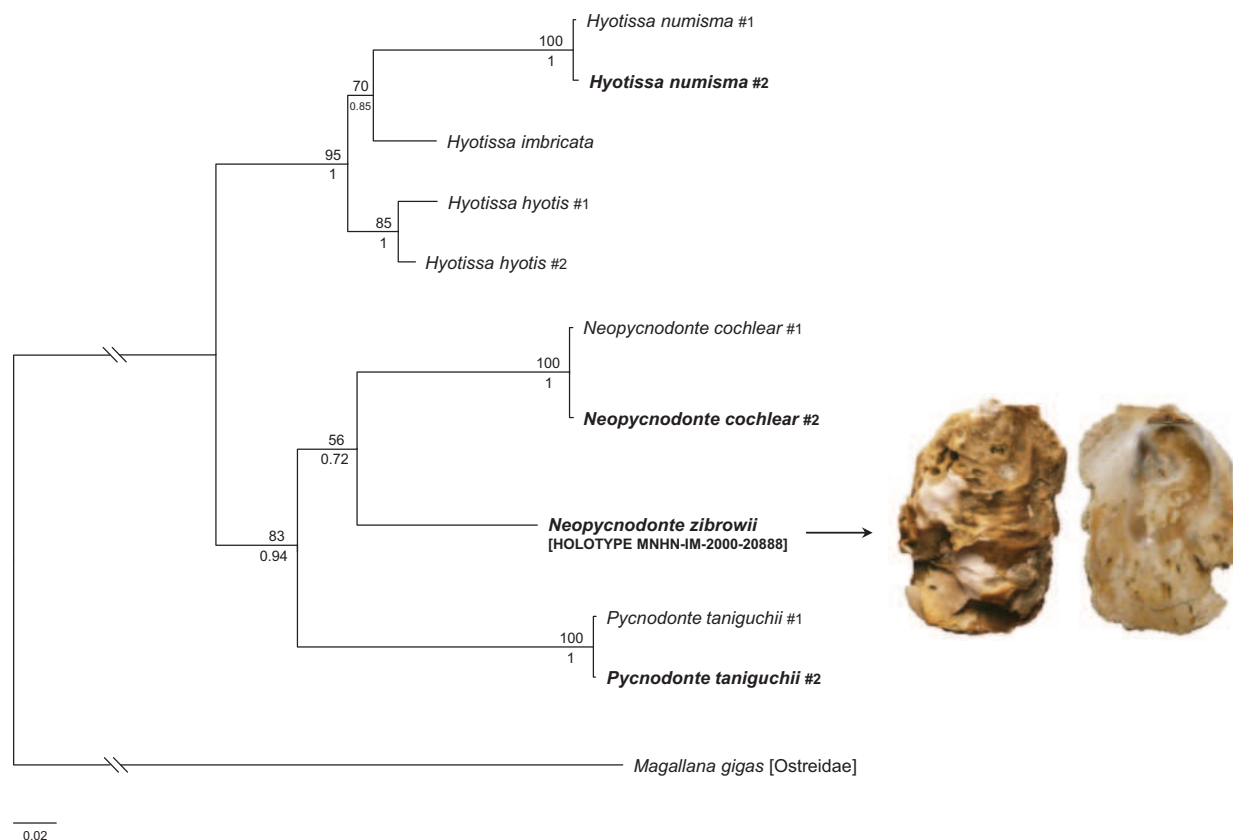 Hyotissa numisma #1
100
1
Hyotissa numisma #2
70
0.85
Hyotissa imbricata
95
1
Hyotissa hyotis #1
85
1
Hyotissa hyotis #2
Neopycnodonte cochlear #1
100
1
Neopycnodonte cochlear #2
56
0.72
Neopycnodonte zibrowii
[HOLOTYPE MNHN-IM-2000-20888]
83
0.94
Pycnodonte taniguchii #1
100
1
Pycnodonte taniguchii #2
Magallana gigas [Ostreidae]
0.02